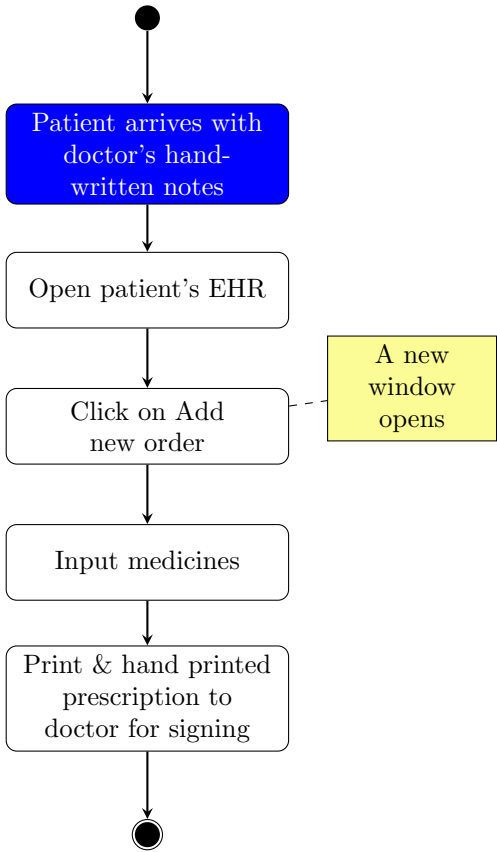 Patient arrives with
doctor's hand-
written notes
Open patient's EHR
Click on Add
new order
A new
window
opens
Input medicines
Print & hand printed
prescription to
doctor for signing